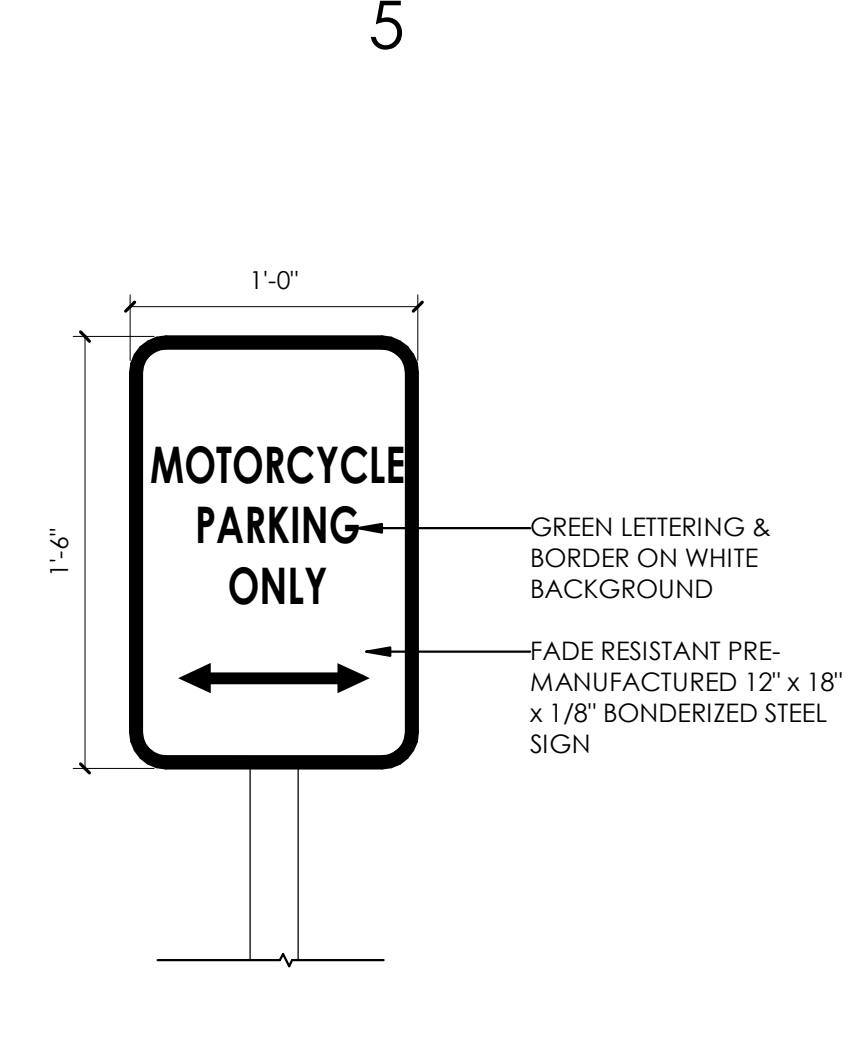 5
1'-0"
1'-6"
MOTORCYCLE
PARKING
ONLY
GREEN LETTERING &
BORDER ON WHITE
BACKGROUND
FADE RESISTANT PRE-
MANUFACTURED 12" x 18"
x 1/8" BONDERIZED STEEL
SIGN